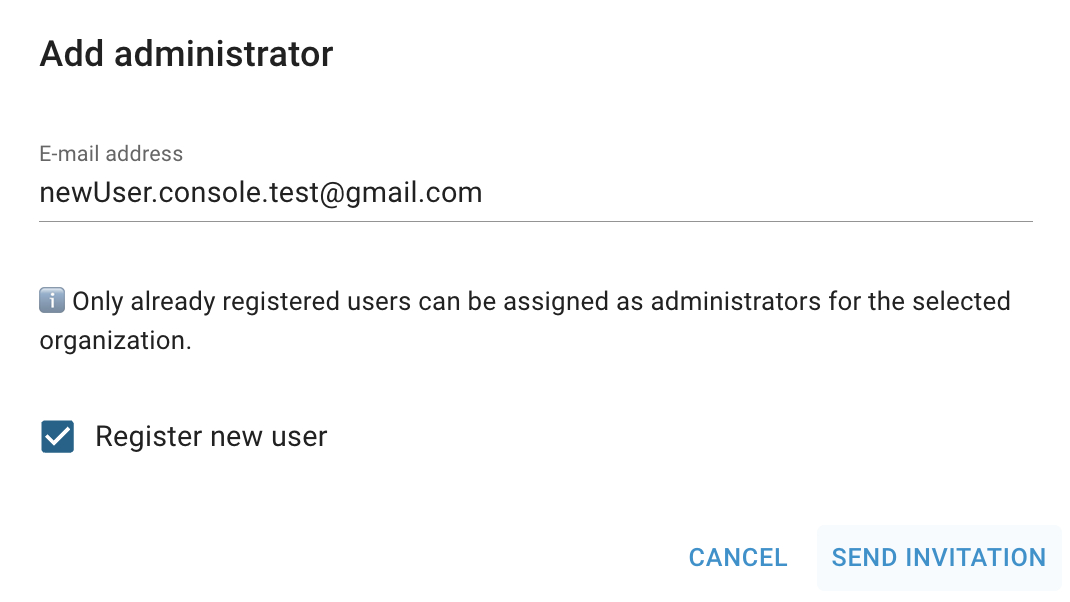 Add administrator
E-mail address
newUser.console.test@gmail.com
ℹ️ Only already registered users can be assigned as administrators for the selected
organization.
Register new user
CANCEL SEND INVITATION